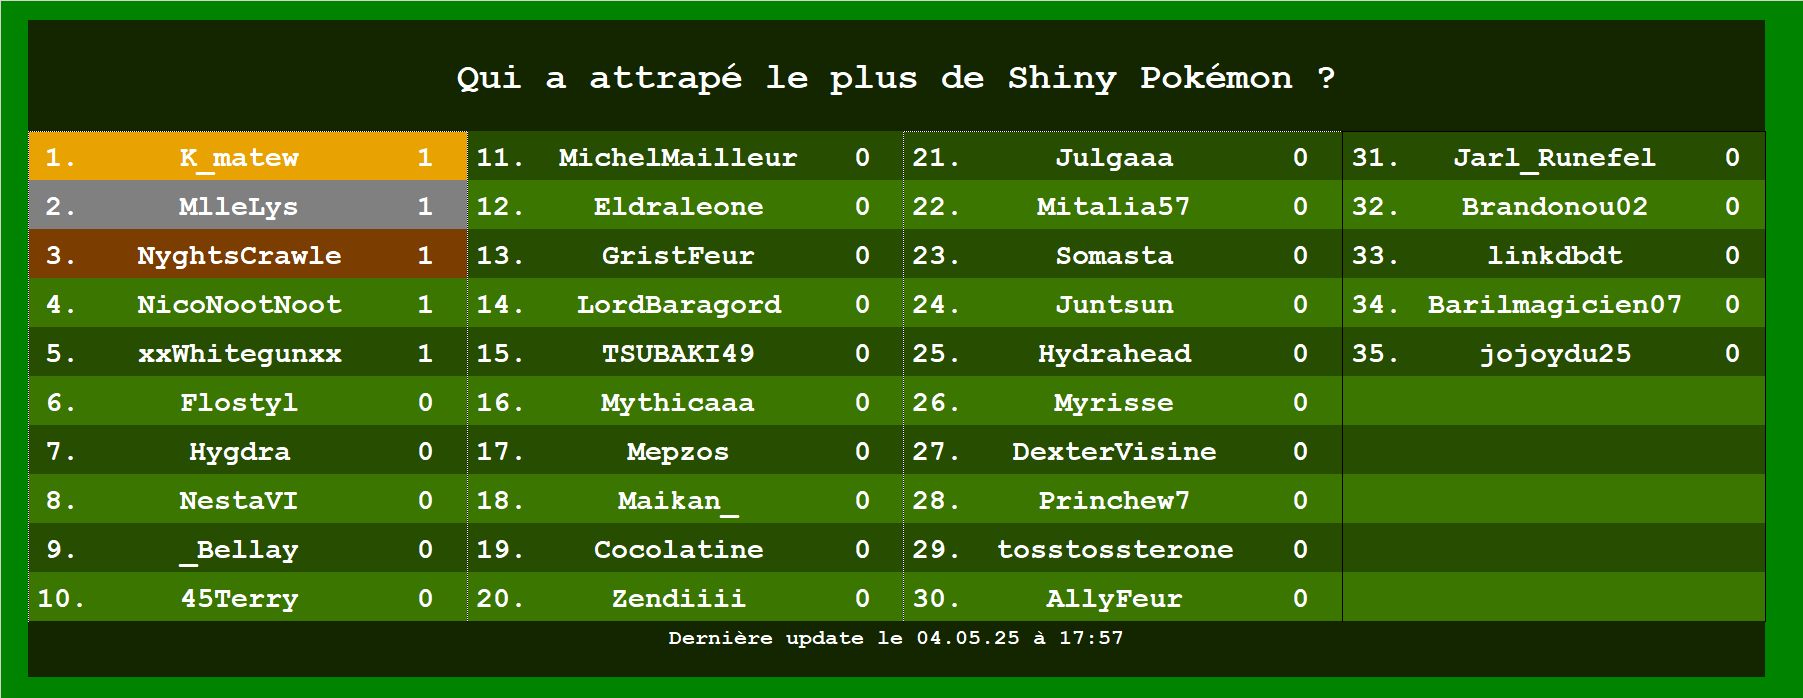 Qui a attrapé le plus de Shiny Pokémon ?
1. K_matew 1
2. MlleLys 1
3. NyghtsCrawle 1
4. NicoNootNoot 1
5. xxWhitegunxx 1
6. Flostyl 0
7. Hygdra 0
8. NestaVI 0
9. _Bellay 0
10. 45Terry 0
11. MichelMailleur 0
12. Eldraleone 0
13. GristFeur 0
14. LordBaragord 0
15. TSUBAKI49 0
16. Mythicaaa 0
17. Mepzos 0
18. Maikan_ 0
19. Cocolatine 0
20. Zendiiii 0
21. Julgaaa 0
22. Mitalia57 0
23. Somasta 0
24. Juntsun 0
25. Hydrahead 0
26. Myrisse 0
27. DexterVisine 0
28. Princhew7 0
29. tosstossterone 0
30. AllyFeur 0
31. Jarl_Runefel 0
32. Brandonou02 0
33. linkdbdt 0
34. Barilmagicien07 0
35. jojoydu25 0
Dernière update le 04.05.25 à 17:57